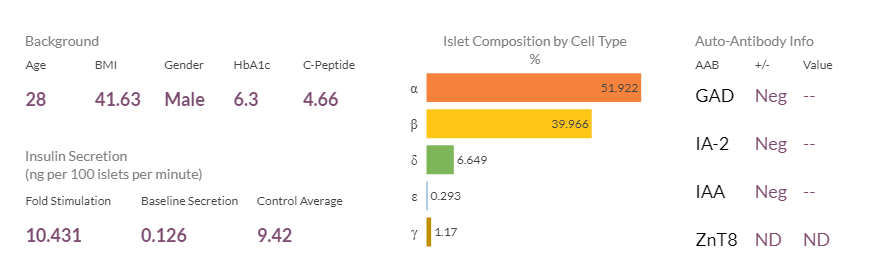 Background
Age BMI Gender HbA1c C-Peptide
28 41.63 Male 6.3 4.66
Insulin Secretion
(ng per 100 islets per minute)
Fold Stimulation Baseline Secretion Control Average
10.431 0.126 9.42
Islet Composition by Cell Type
%
α 51.922
β 39.966
δ 6.649
ε 0.293
γ 1.17
Auto-Antibody Info
AAB +/- Value
GAD Neg --
IA-2 Neg --
IAA Neg --
ZnT8 ND ND